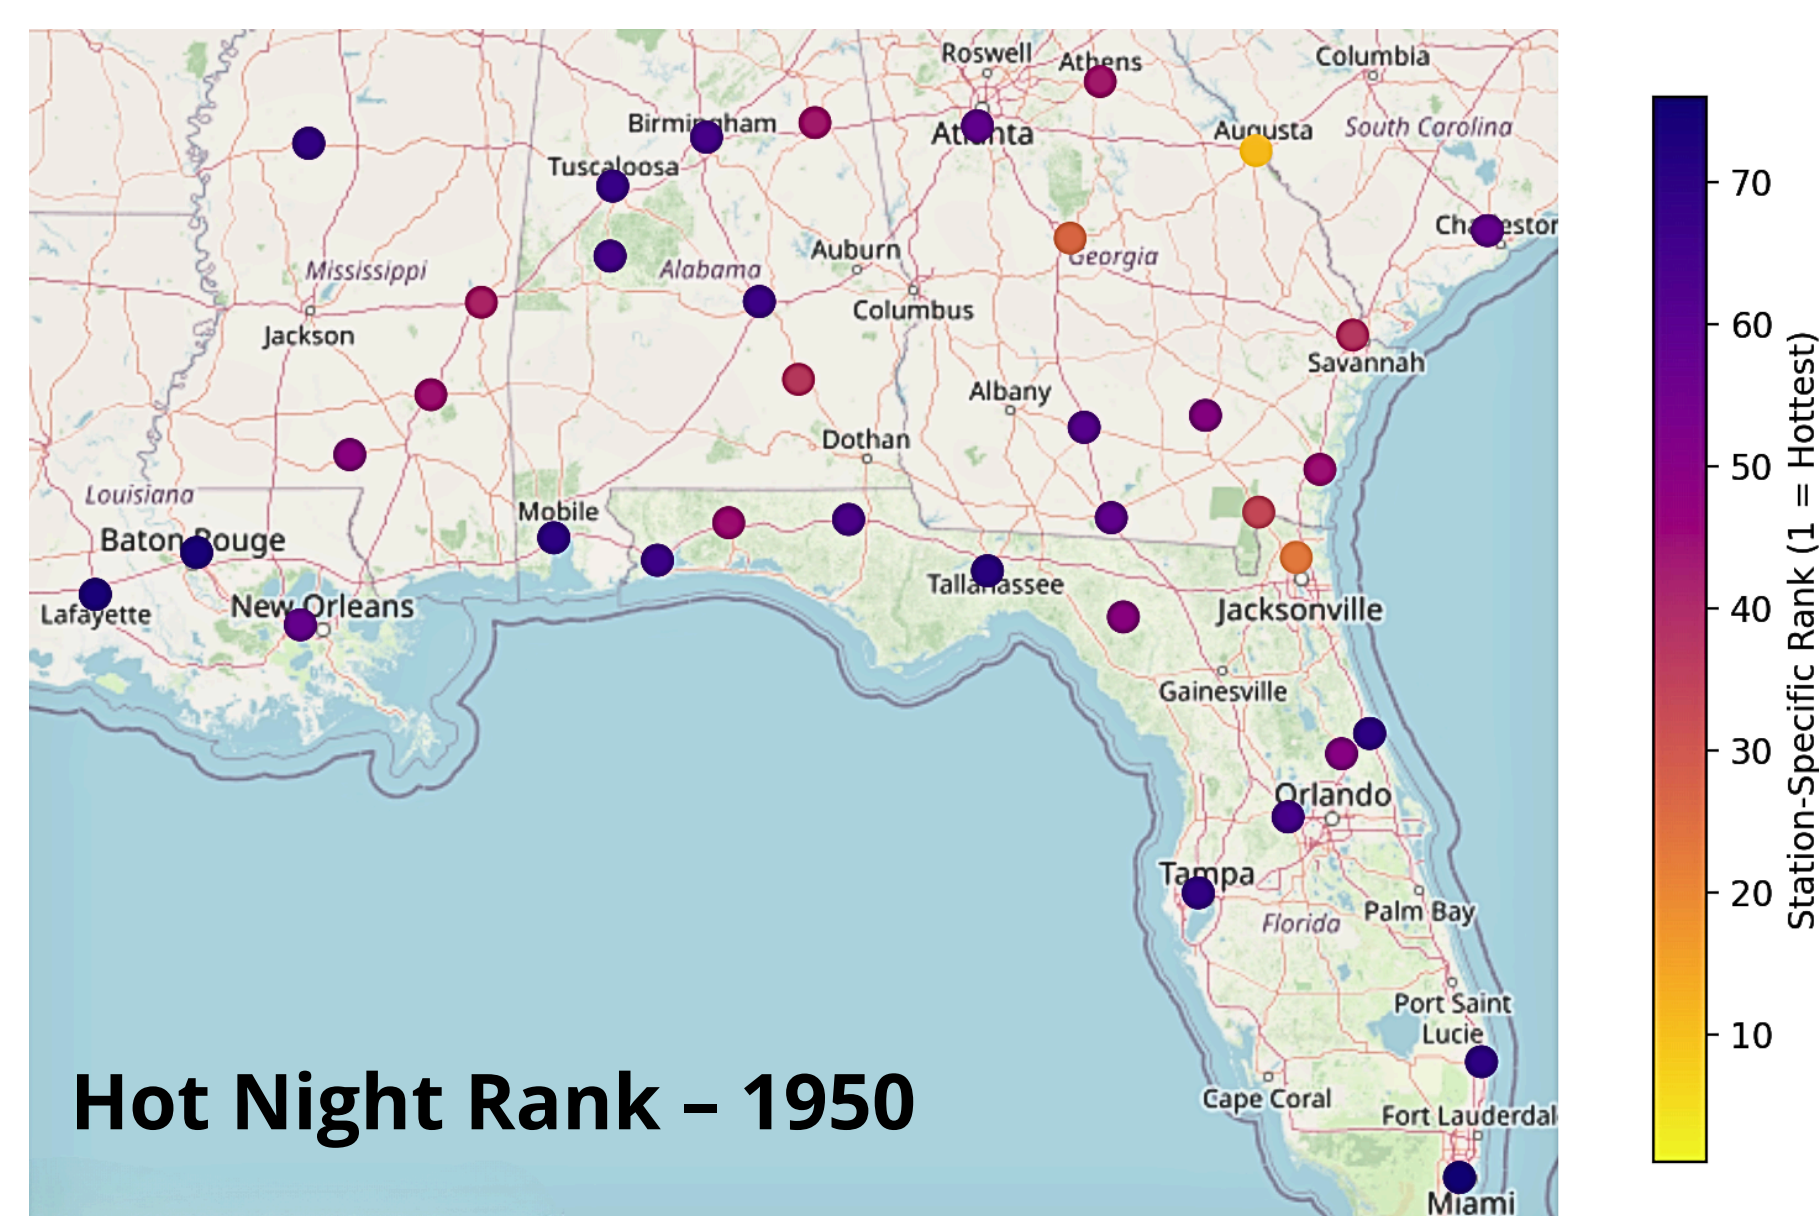 Roswell
Athens
Columbia
Birmingham
Atlanta
Augusta
South Carolina
Tuscaloosa
Charleston
Mississippi
Alabama
Auburn
Georgia
Jackson
Columbus
Savannah
Albany
Dothan
Louisiana
Mobile
Baton Rouge
Tallahassee
Lafayette
New Orleans
Jacksonville
Gainesville
Orlando
Tampa
Florida
Palm Bay
Port Saint
Lucie
Cape Coral
Fort Lauderdal
Miami
Hot Night Rank – 1950
70
60
50
40
30
20
10
Station-Specific Rank (1 = Hottest)